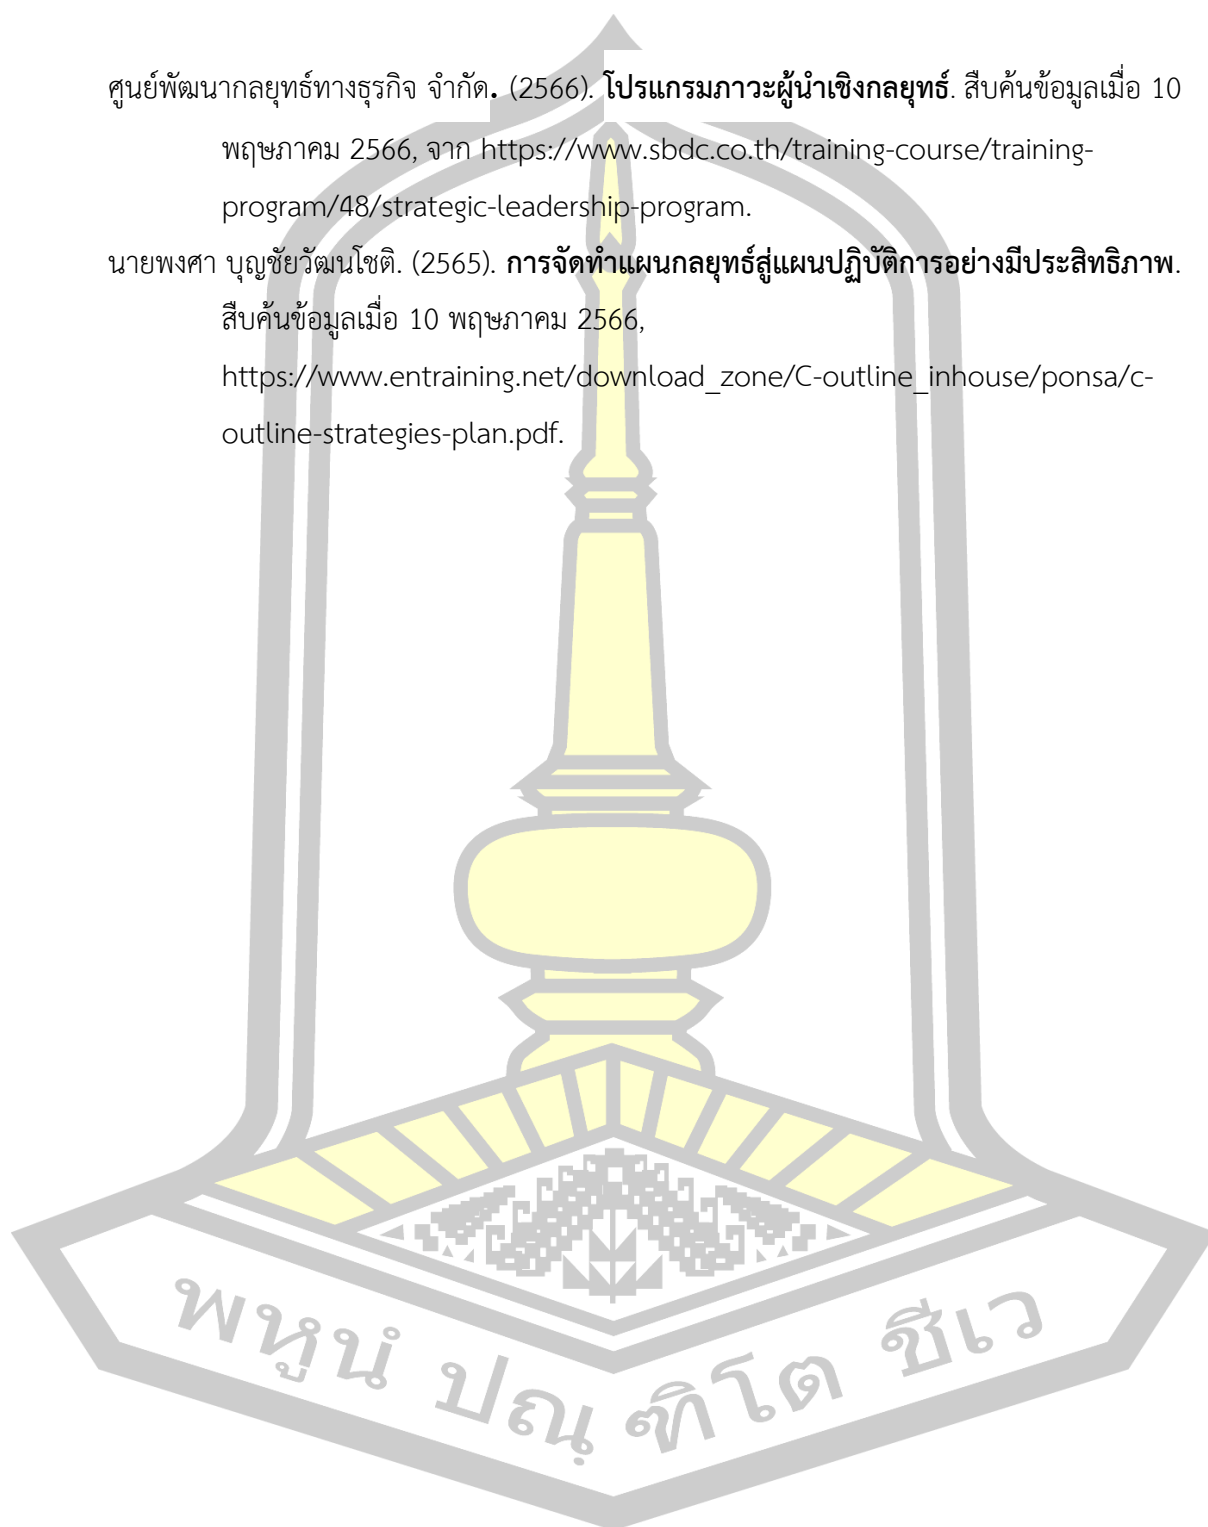 ศูนย์พัฒนากลยุทธ์ทางธุรกิจ จำกัด. (2566). โปรแกรมภาวะผู้นำเชิงกลยุทธ์. สืบค้นข้อมูลเมื่อ 10
พฤษภาคม 2566, จาก https://www.sbdc.co.th/training-course/training-
program/48/strategic-leadership-program.
นายพงศา บุญชัยวัฒนโชติ. (2565). การจัดทำแผนกลยุทธ์สู่แผนปฏิบัติการอย่างมีประสิทธิภาพ.
สืบค้นข้อมูลเมื่อ 10 พฤษภาคม 2566,
https://www.entraining.net/download_zone/C-outline_inhouse/ponsa/c-
outline-strategies-plan.pdf.
พหูนํ ปณฺฑิโต ชีเว